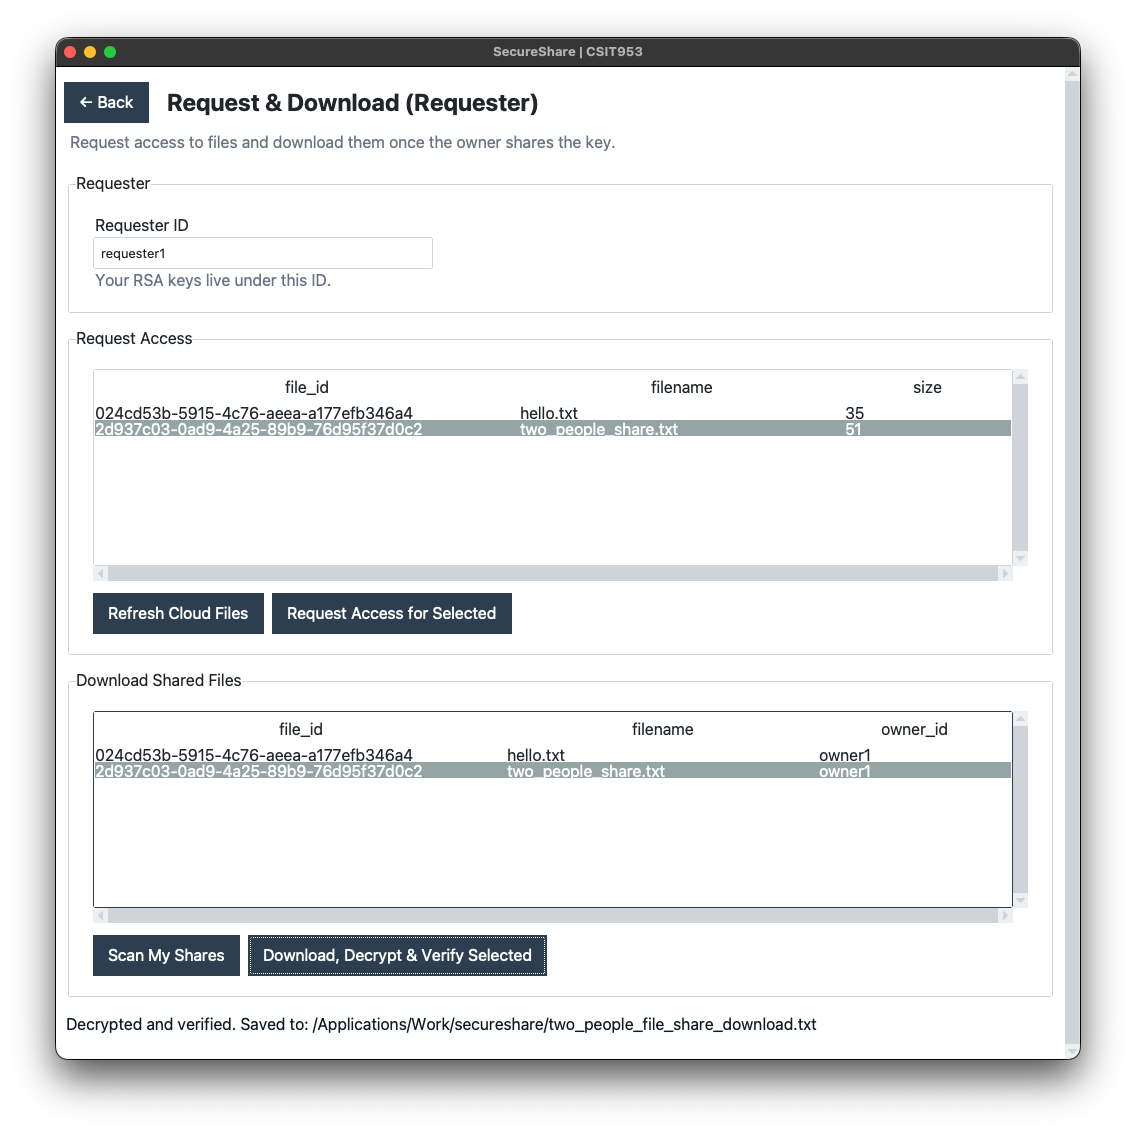 SecureShare | CSIT953
← Back
Request & Download (Requester)
Request access to files and download them once the owner shares the key.
Requester
Requester ID
requester1
Your RSA keys live under this ID.
Request Access
file_id filename size
024cd53b-5915-4c76-aeea-a177efb346a4 hello.txt 35
2d937c03-0ad9-4a25-89b9-76d95f37d0c2 two_people_share.txt 51
Refresh Cloud Files Request Access for Selected
Download Shared Files
file_id filename owner_id
024cd53b-5915-4c76-aeea-a177efb346a4 hello.txt owner1
2d937c03-0ad9-4a25-89b9-76d95f37d0c2 two_people_share.txt owner1
Scan My Shares Download, Decrypt & Verify Selected
Decrypted and verified. Saved to: /Applications/Work/secureshare/two_people_file_share_download.txt